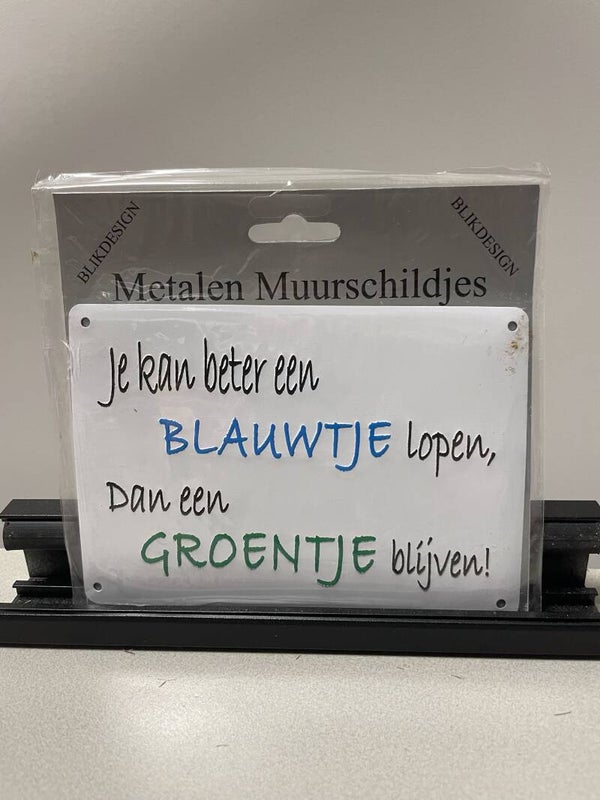 BLIKDESIGN
BLIKDESIGN
Metalen Muurschildjes
Je kan beter een
BLAUWTJE lopen,
Dan een
GROENTJE blijven!